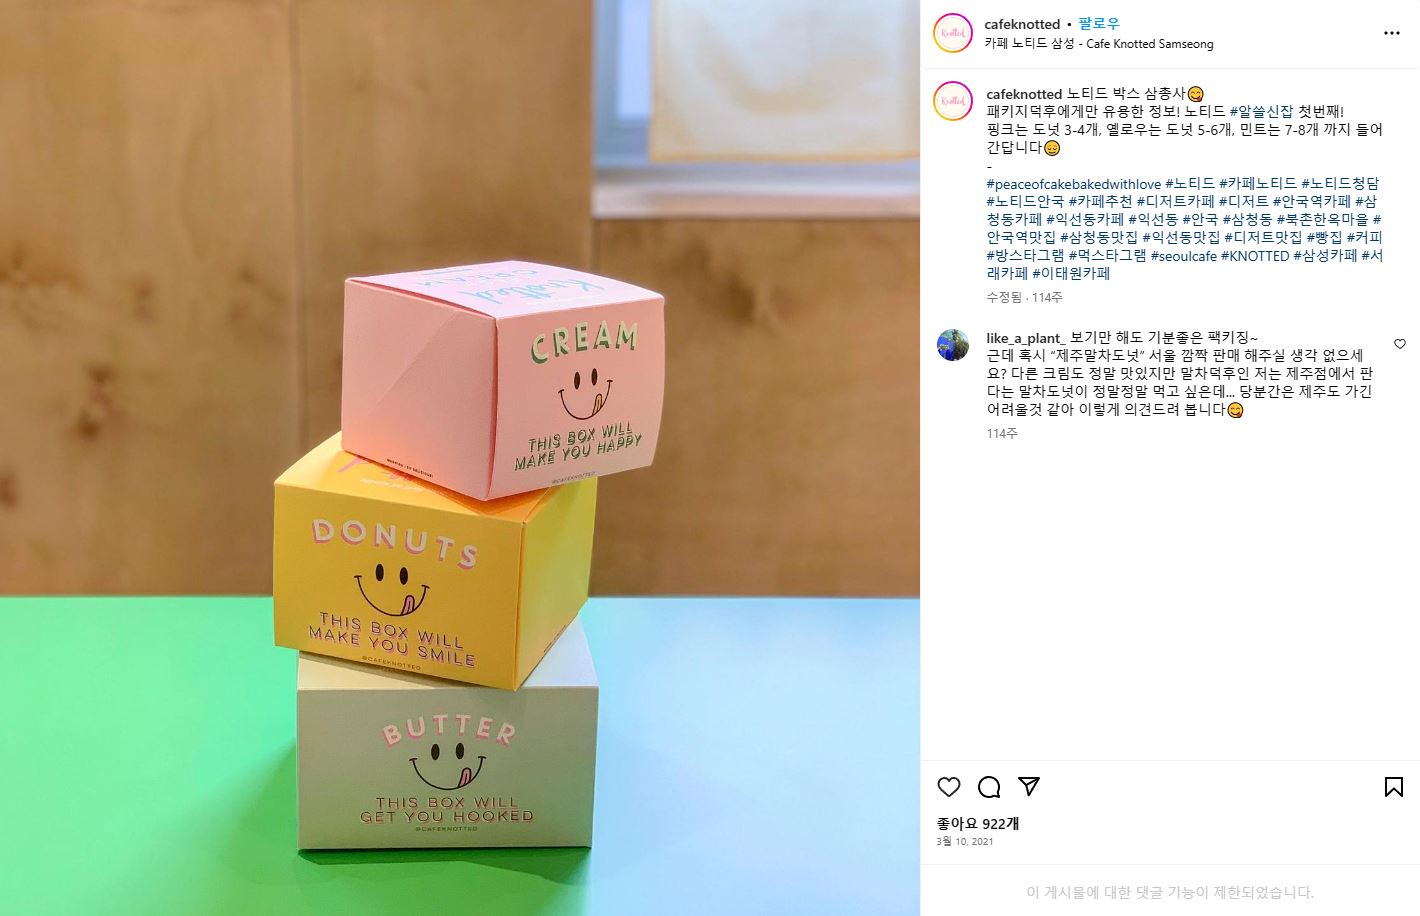 cafeknotted • 팔로우
카페 노티드 삼성 - Cafe Knotted Samseong
cafeknotted 노티드 박스 삼총사😋
패키지덕후에게만 유용한 정보! 노티드 #알쓸신잡 첫번째!
핑크는 도넛 3-4개, 옐로우는 도넛 5-6개, 민트는 7-8개 까지 들어
간답니다😌
-
#peaceofcakebakedwithlove #노티드 #카페노티드 #노티드청담
#노티드안국 #카페추천 #디저트카페 #디저트 #안국역카페 #삼
청동카페 #익선동카페 #익선동 #안국 #삼청동 #북촌한옥마을 #
안국역맛집 #삼청동맛집 #익선동맛집 #디저트맛집 #빵집 #커피
#방스타그램 #먹스타그램 #seoulcafe #KNOTTED #삼성카페 #서
래카페 #이태원카페
수정됨 · 114주
like_a_plant_ 보기만 해도 기분좋은 팩키징~
근데 혹시 “제주말차도넛” 서울 깜짝 판매 해주실 생각 없으세
요? 다른 크림도 정말 맛있지만 말차덕후인 저는 제주점에서 판
다는 말차도넛이 정말정말 먹고 싶은데... 당분간은 제주도 가긴
어려울것 같아 이렇게 의견드려 봅니다😋
114주
좋아요 922개
3월 10, 2021
이 게시물에 대한 댓글 기능이 제한되었습니다.
Knotted
CREAM
CREAM
THIS BOX WILL
MAKE YOU HAPPY
@CAFEKNOTTED
DONUTS
THIS BOX WILL
MAKE YOU SMILE
@CAFEKNOTTED
BUTTER
THIS BOX WILL
GET YOU HOOKED
@CAFEKNOTTED